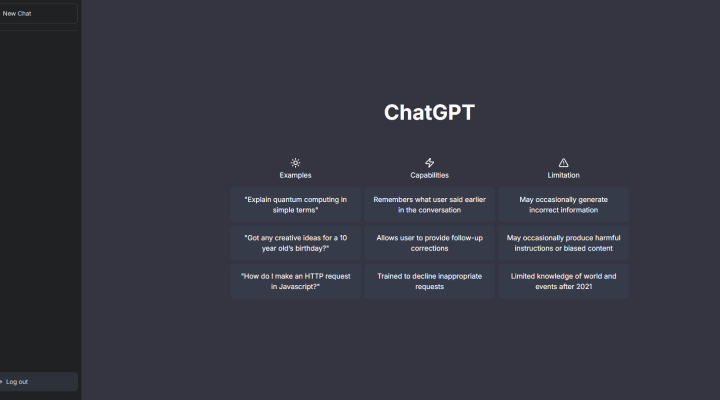 New Chat
ChatGPT
Examples
Capabilities
Limitation
"Explain quantum computing in
simple terms"
Remembers what user said earlier
in the conversation
May occasionally generate
incorrect information
"Got any creative ideas for a 10
year old's birthday?"
Allows user to provide follow-up
corrections
May occasionally produce harmful
instructions or biased content
"How do I make an HTTP request
in Javascript?"
Trained to decline inappropriate
requests
Limited knowledge of world and
events after 2021
Log out